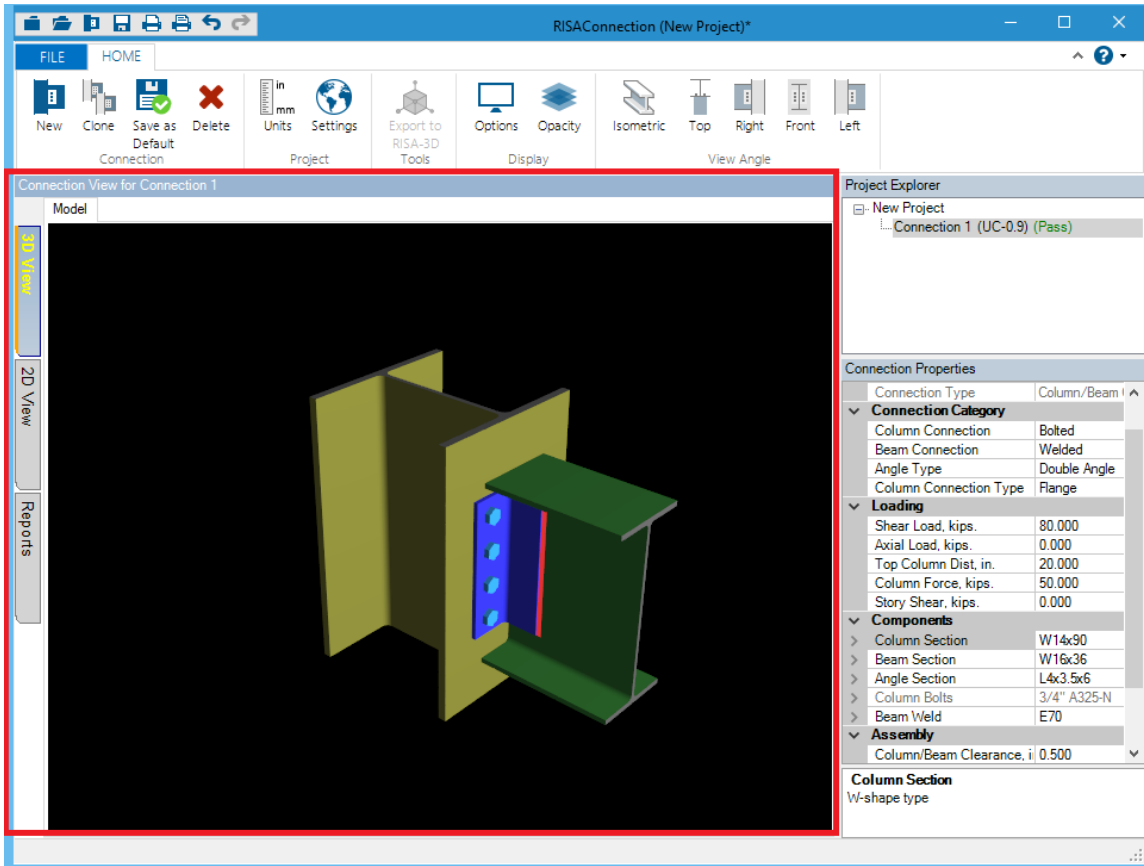 RISAConnection (New Project)*
FILE HOME
New Clone Save as Default Delete Units Settings Export to RISA-3D Options Opacity Isometric Top Right Front Left
in
mm
Connection Project Tools Display View Angle
Connection View for Connection 1
Model
3D View
2D View
Reports
Project Explorer
New Project
Connection 1 (UC-0.9) (Pass)
Connection Properties
Connection Type Column/Beam
Connection Category
Column Connection Bolted
Beam Connection Welded
Angle Type Double Angle
Column Connection Type Flange
Loading
Shear Load, kips. 80.000
Axial Load, kips. 0.000
Top Column Dist, in. 20.000
Column Force, kips. 50.000
Story Shear, kips. 0.000
Components
Column Section W14x90
Beam Section W16x36
Angle Section L4x3.5x6
Column Bolts 3/4" A325-N
Beam Weld E70
Assembly
Column/Beam Clearance, i 0.500
Column Section
W-shape type